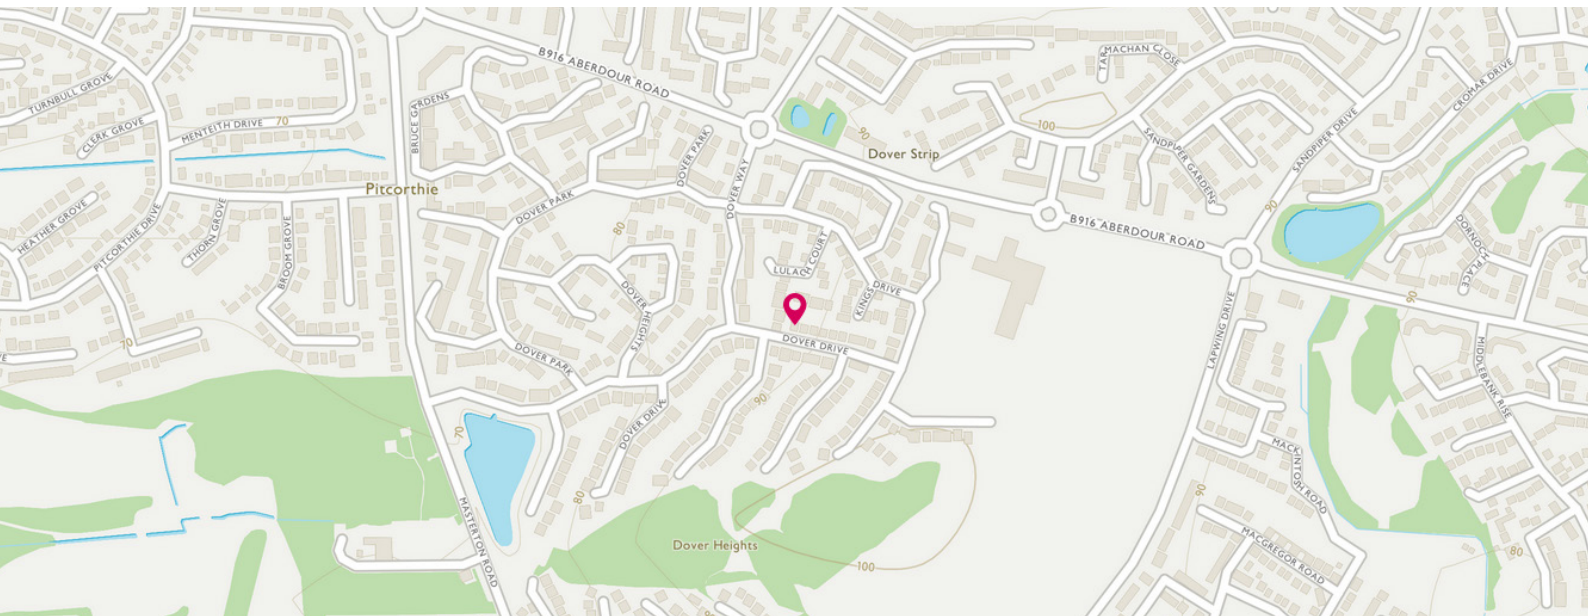 B916 ABERDOUR ROAD
TARMACHAN CLOSE
CROMAR DRIVE
TURNBULL GROVE
BRUCE GARDENS
CLERK GROVE
MENTEITH DRIVE
70
90
100
SANDPIPER DRIVE
DOVER PARK
Dover Strip
SANDPIPER GARDENS
Pitcorthie
DOVER WAY
DOVER PARK
HEATHER GROVE
PITCORTHIE DRIVE
THORN GROVE
BROOM GROVE
80
90
B916 ABERDOUR ROAD
DORNOCH PLACE
LULACH COURT
KINGS DRIVE
DOVER HEIGHTS
90
LAPWING DRIVE
70
DOVER PARK
DOVER DRIVE
MIDDLEBANK RISE
E
90
DOVER DRIVE
70
MACKINTOSH ROAD
80
90
MASTERTON ROAD
Dover Heights
100
MACGREGOR ROAD
80